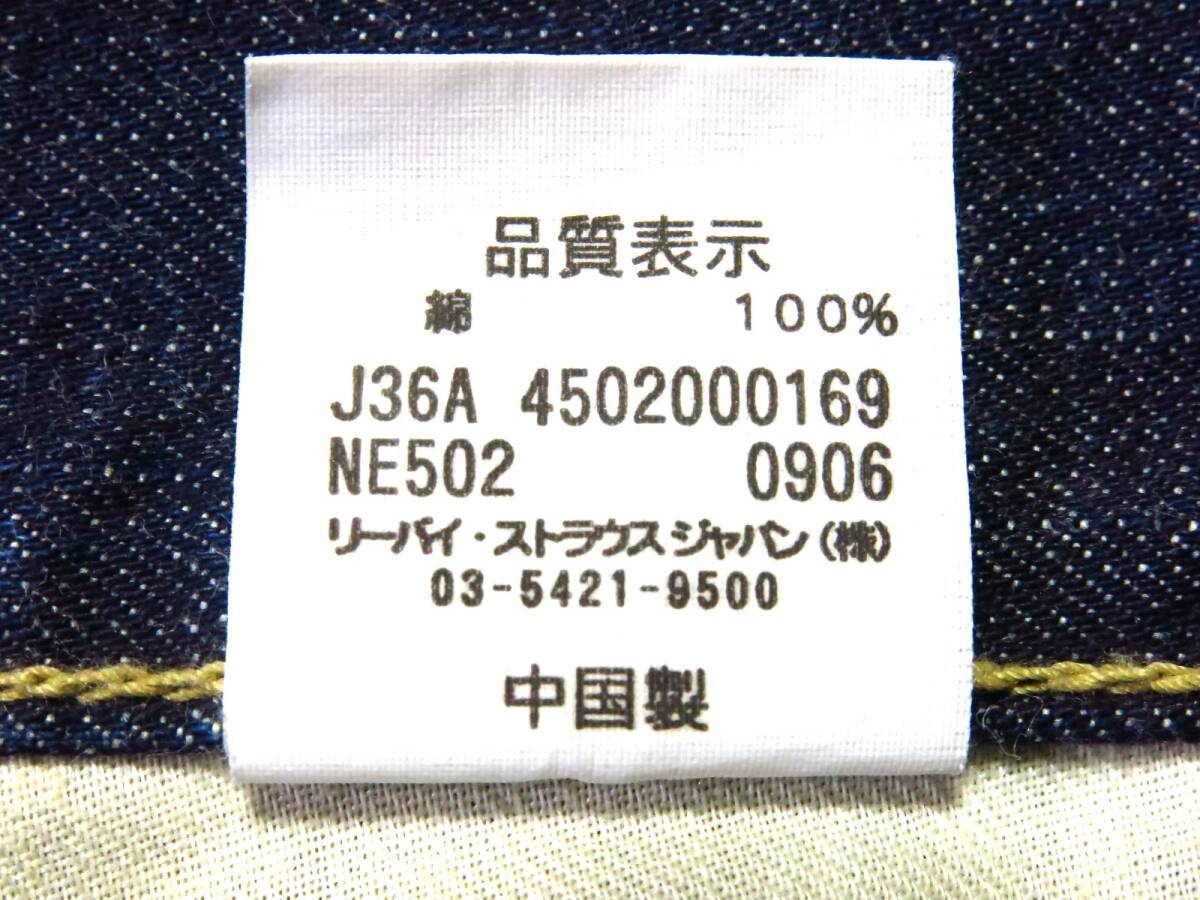 品質表示
綿 100%
J36A 4502000169
NE502 0906
リーバイ・ストラウスジャパン(株)
03-5421-9500
中国製